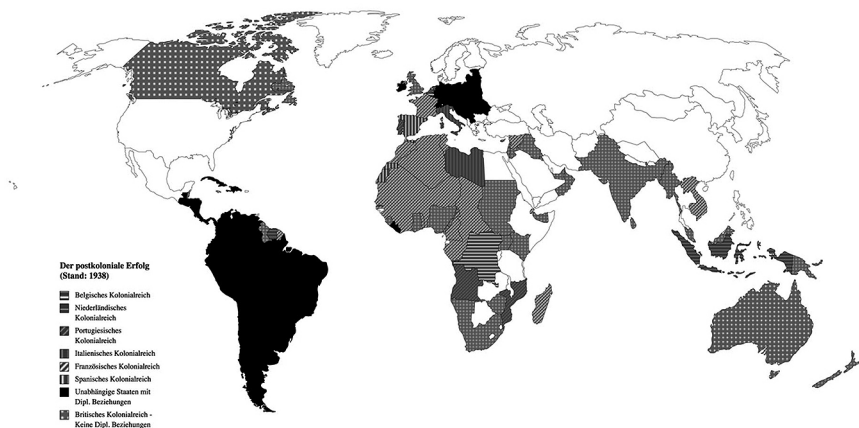 Der postkoloniale Erfolg
(Stand: 1938)
Belgisches Kolonialreich
Niederländisches
Kolonialreich
Portugiesisches
Kolonialreich
Italienisches Kolonialreich
Französisches Kolonialreich
Spanisches Kolonialreich
Unabhängige Staaten mit
Dipl. Beziehungen
Britisches Kolonialreich -
Keine Dipl. Beziehungen